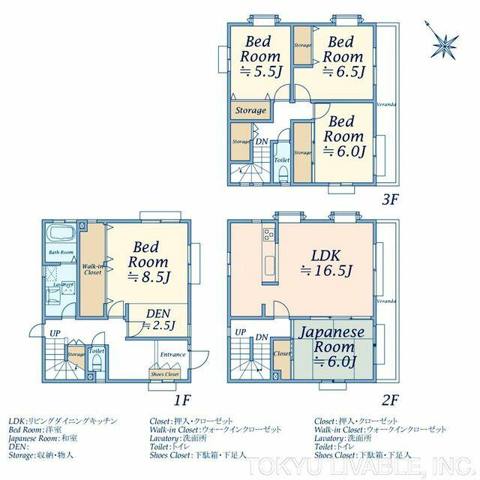 Bed
Room
≒5.5J
Storage
Bed
Room
≒6.5J
Storage
Storage
DN
Toilet
Storage
Bed
Room
≒6.0J
Veranda
3F
Bath Room
Lavatory
Walk-in
Closet
Bed
Room
≒8.5J
DEN
≒2.5J
UP
Storage
Toilet
Entrance
Shoes Closet
1F
LDK
≒16.5J
Veranda
UP
DN
Closet
Japanese
Room
≒6.0J
2F
LDK:リビングダイニングキッチン
Bed Room:洋室
Japanese Room:和室
DEN:
Storage:収納・物入
Closet:押入・クローゼット
Walk-in Closet:ウォークインクローゼット
Lavatory:洗面所
Toilet:トイレ
Shoes Closet:下駄箱・下足入
Closet:押入・クローゼット
Walk-in Closet:ウォークインクローゼット
Lavatory:洗面所
Toilet:トイレ
Shoes Closet:下駄箱・下足入
TOKYU LIVABLE, INC.